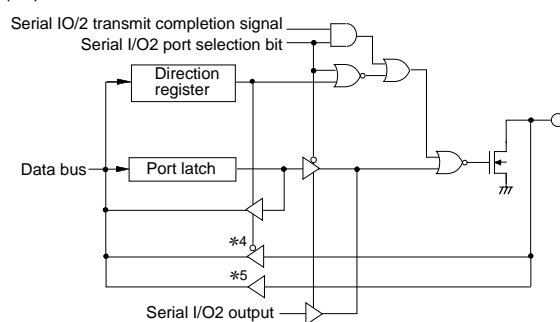 Serial IO/2 transmit completion signal
Serial I/O2 port selection bit
Direction
register
Data bus
Port latch
*4
*5
Serial I/O2 output